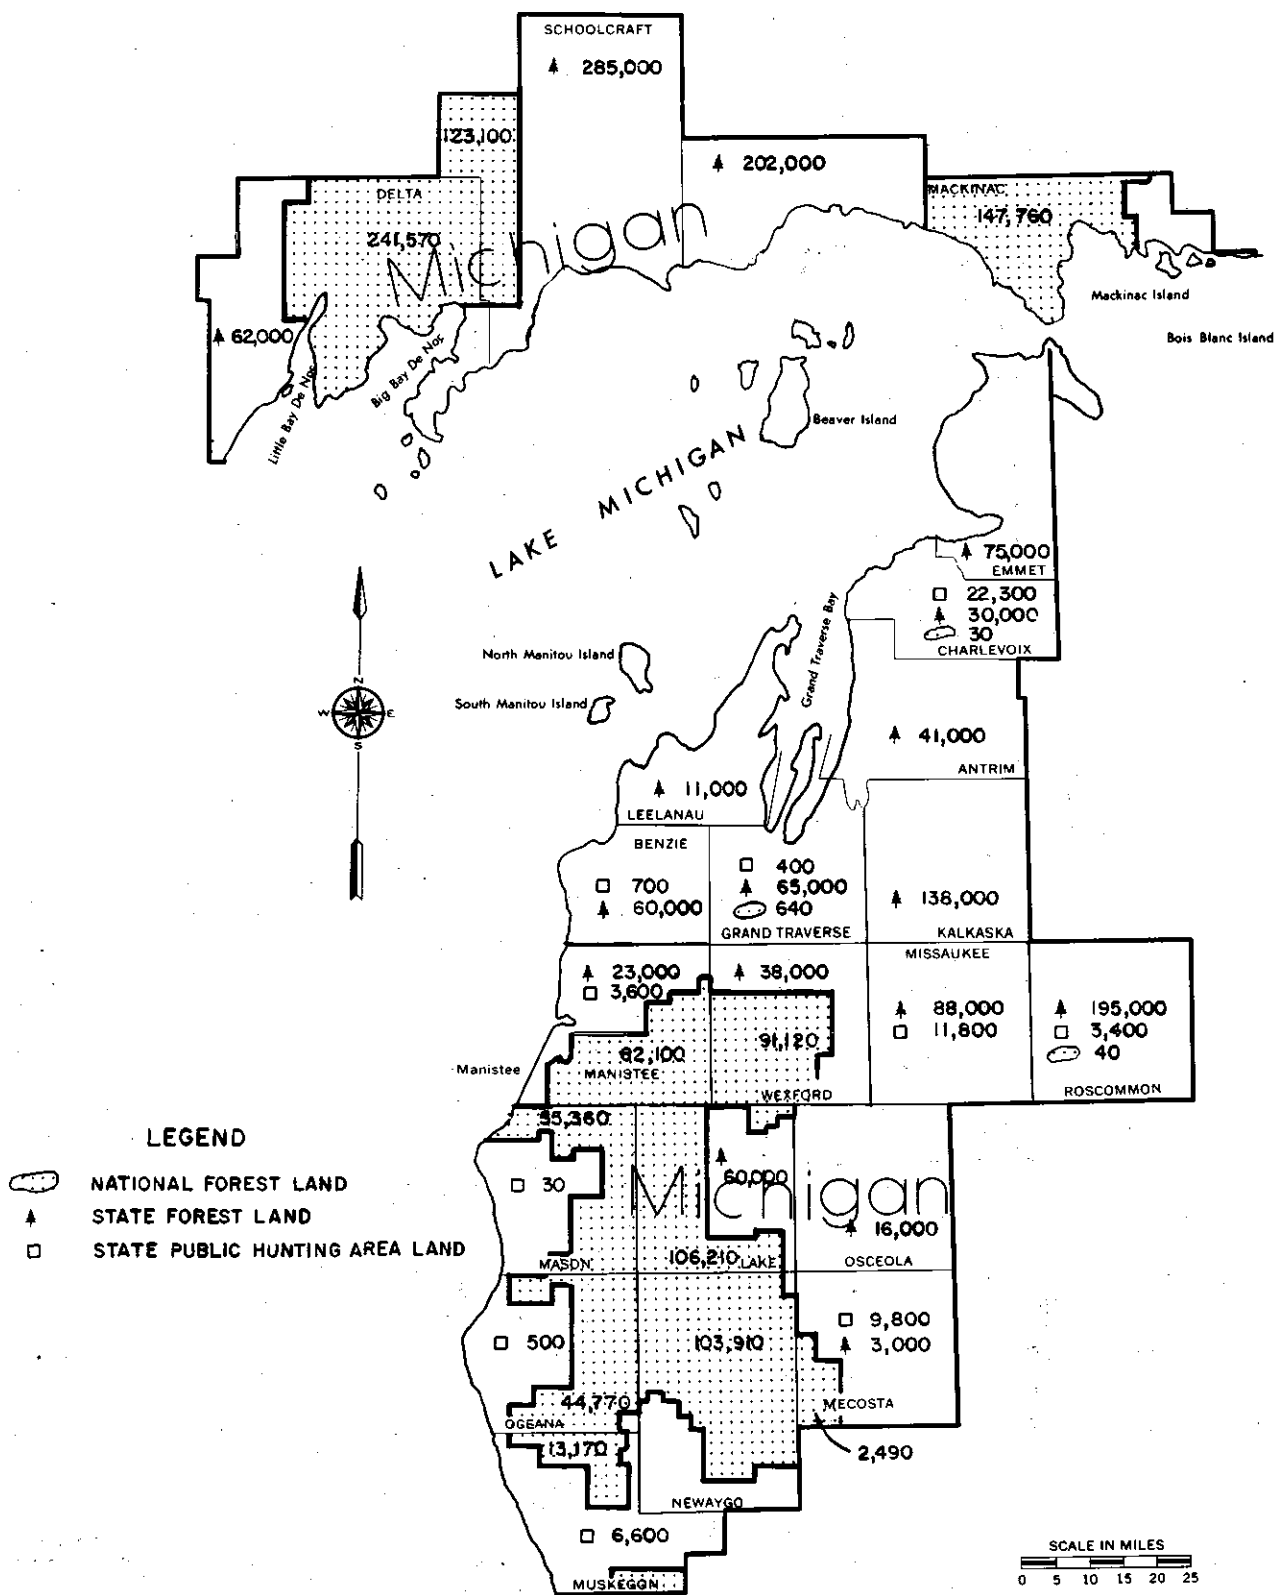 SCHOOLCRAFT
285,000
123,100
202,000
DELTA
MACKINAC
147,760
241,570
Michigan
Mackinac Island
62,000
Bois Blanc Island
Little Bay De Noc
Big Bay De Noc
Beaver Island
LAKE MICHIGAN
75,000
EMMET
22,300
30,000
30
CHARLEVOIX
Grand Traverse Bay
North Manitou Island
South Manitou Island
N
W E
S
41,000
ANTRIM
11,000
LEELANAU
BENZIE
700
60,000
400
65,000
640
GRAND TRAVERSE
138,000
KALKASKA
MISSAUKEE
23,000
3,600
38,000
88,000
11,800
195,000
3,400
40
ROSCOMMON
82,100
91,120
Manistee
MANISTEE
WEXFORD
55,360
LEGEND
NATIONAL FOREST LAND
STATE FOREST LAND
STATE PUBLIC HUNTING AREA LAND
30
60,000
Michigan
16,000
MASON
106,210
LAKE
OSCEOLA
9,800
3,000
500
103,910
44,770
MECOSTA
OCEANA
13,170
2,490
NEWAYGO
6,600
MUSKEGON
SCALE IN MILES
0 5 10 15 20 25